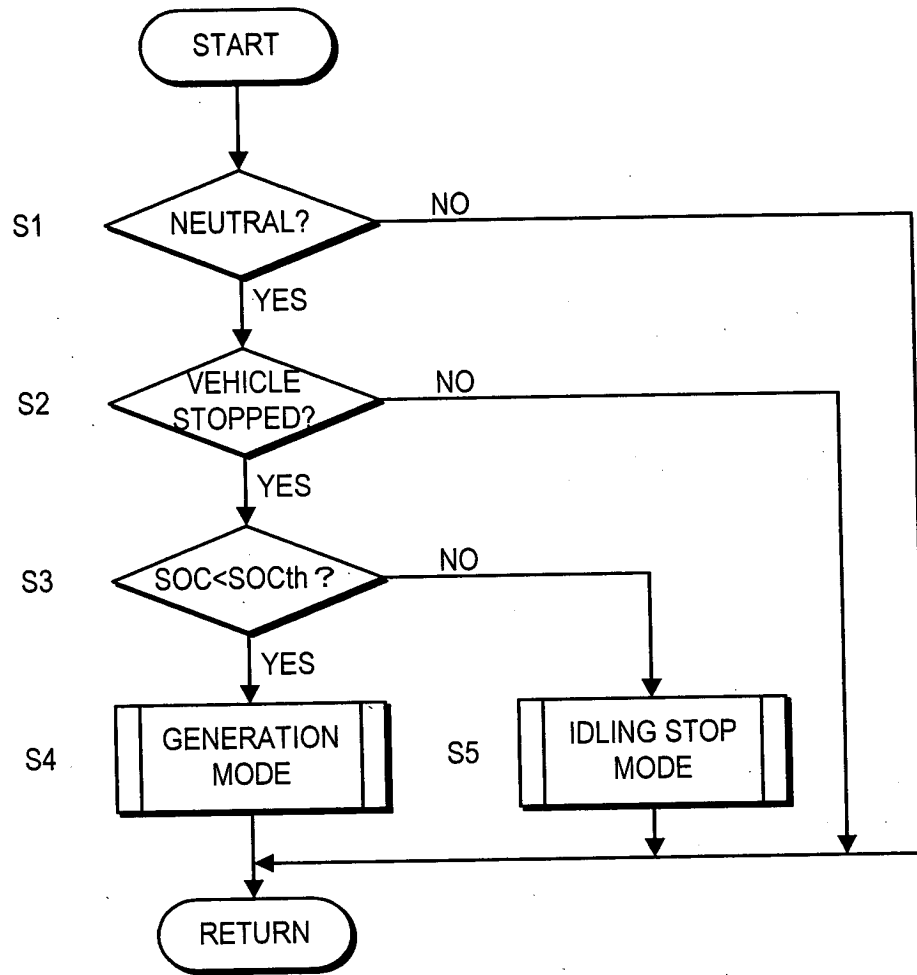 START
S1
NEUTRAL?
NO
YES
S2
VEHICLE
STOPPED?
NO
YES
S3
SOC<SOCth ?
NO
YES
S4
GENERATION
MODE
S5
IDLING STOP
MODE
RETURN